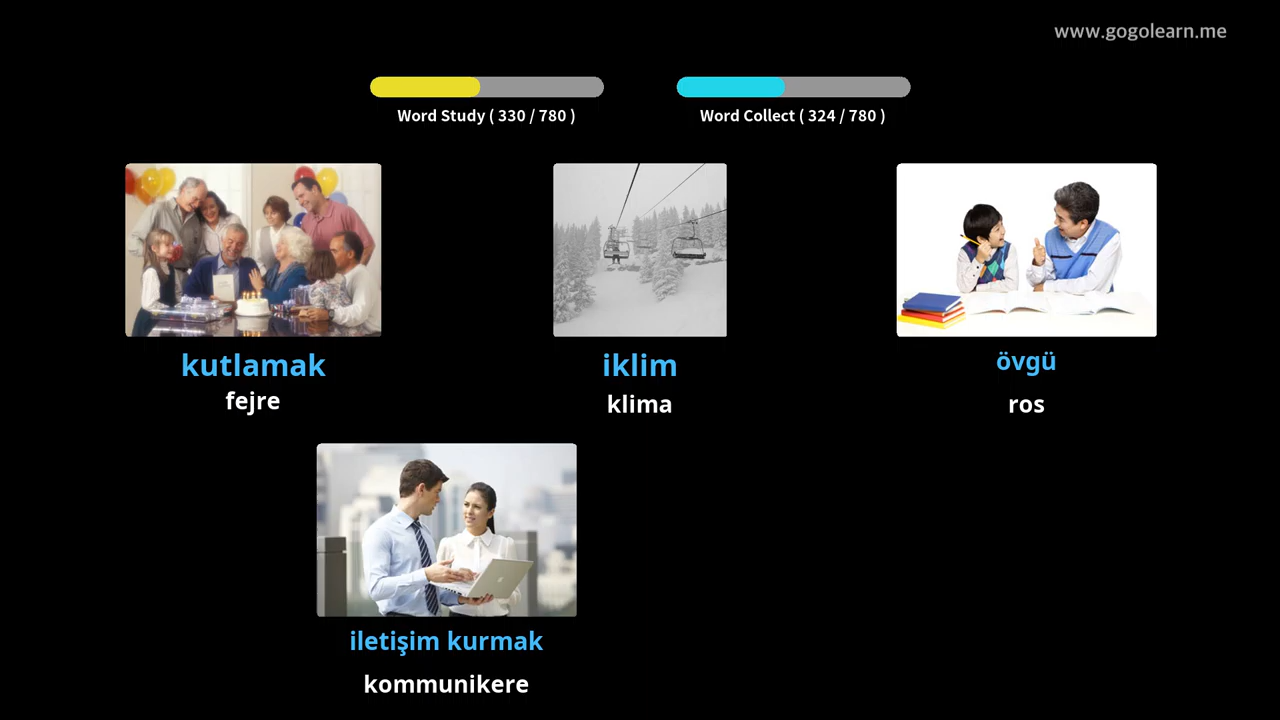 www.gogolearn.me
Word Study ( 330 / 780 )
Word Collect ( 324 / 780 )
kutlamak
fejre
iklim
klima
övgü
ros
iletişim kurmak
kommunikere